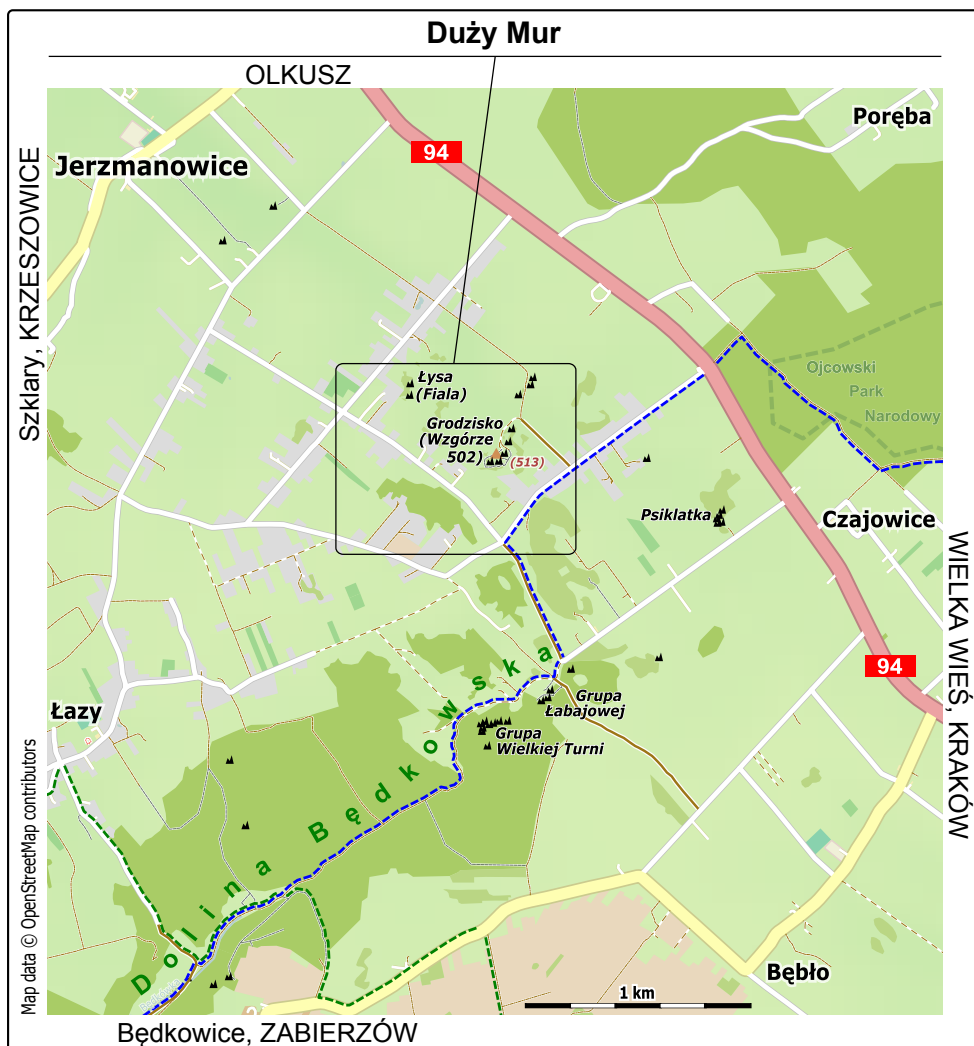 Duży Mur
OLKUSZ
Poręba
94
Jerzmanowice
Szklary, KRZESZOWICE
Ojcowski
Park
Narodowy
Łysa
(Fiala)
Grodzisko
(Wzgórze
502)
(513)
Psiklatka
Czajowice
WIELKA WIEŚ, KRAKÓW
94
Grupa
Łabajowej
Łazy
Grupa
Wielkiej Turni
Dolina Będkowska
Map data © OpenStreetMap contributors
Bębło
1 km
Będkowice, ZABIERZÓW